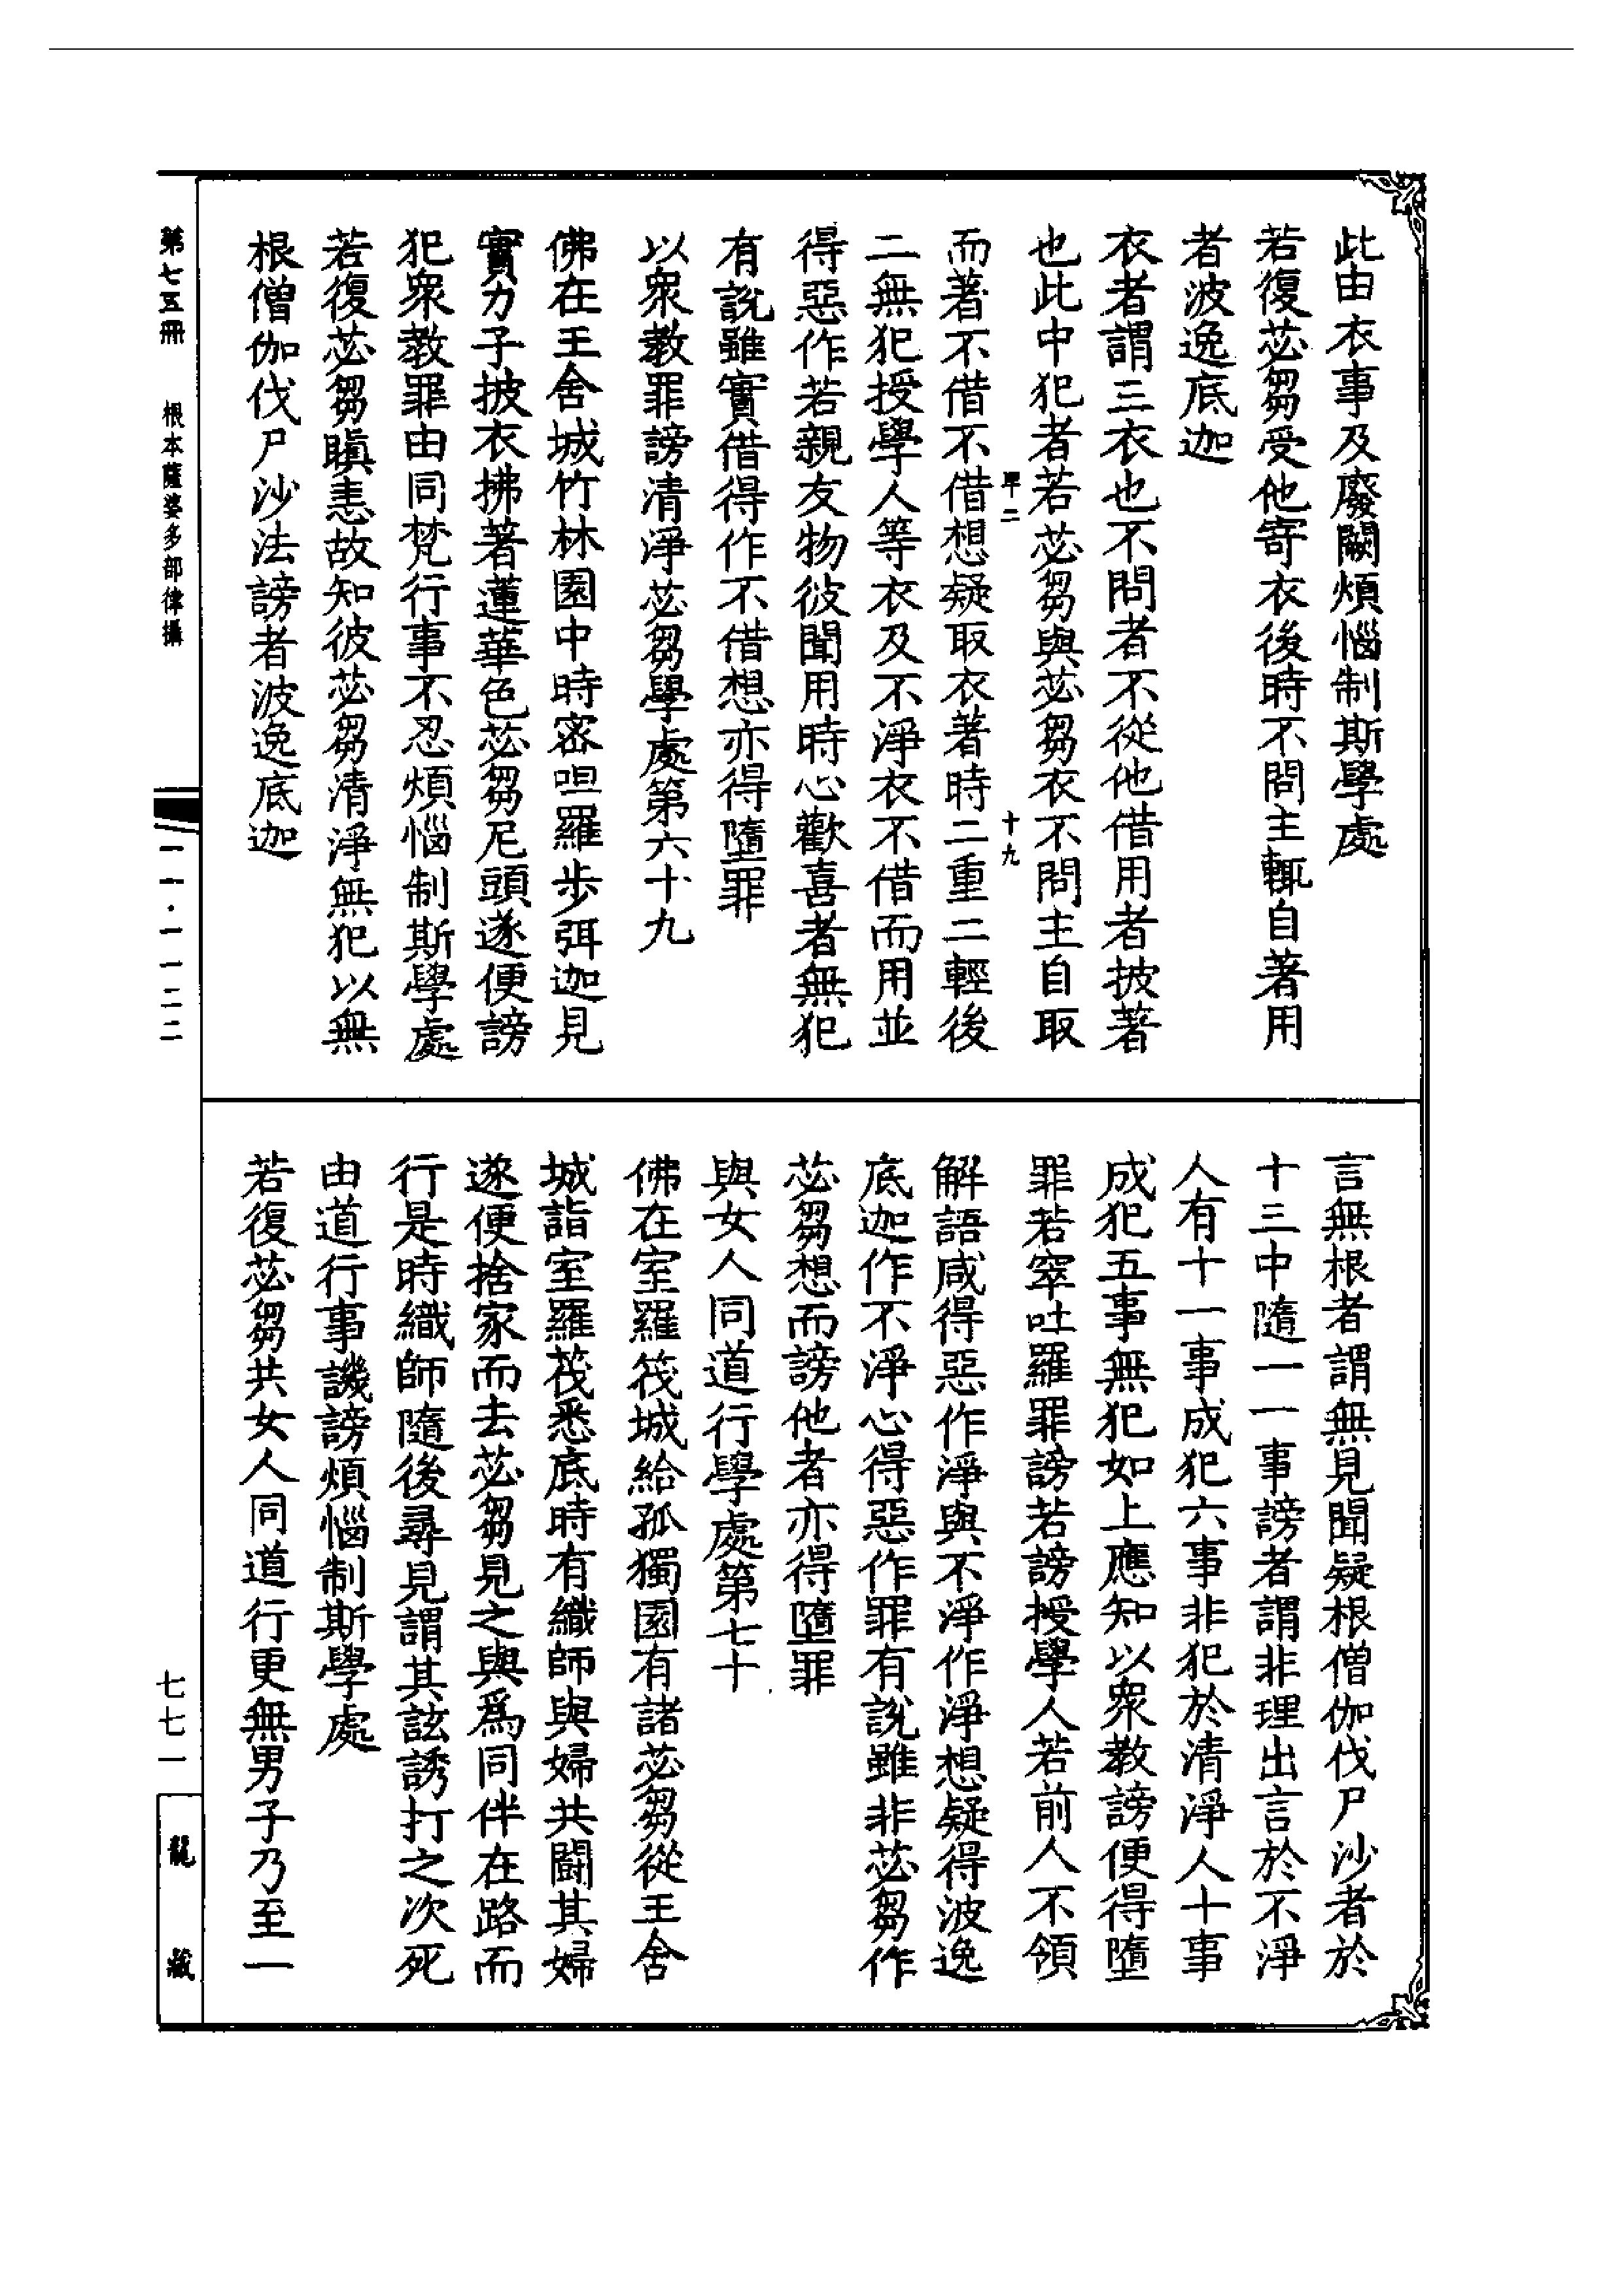 此由衣事及廢闕煩惱制斯學處
若復苾芻受他寄衣後時不問主輒自著用
者波逸底迦
衣者謂三衣也不問者不從他借用者披著
也此中犯者若苾芻與苾芻衣不問主自取
單二　十九
而著不借不借想疑取衣著時二重二輕後
二無犯授學人等衣及不淨衣不借而用並
得惡作若親友物彼聞用時心歡喜者無犯
有說雖實借得作不借想亦得墮罪
以眾教罪謗清淨苾芻學處第六十九
佛在王舍城竹林園中時密呾羅步弭迦見
實力子披衣拂著蓮華色苾芻尼頭遂便謗
犯眾教罪由同梵行事不忍煩惱制斯學處
若復苾芻瞋恚故知彼苾芻清淨無犯以無
根僧伽伐尸沙法謗者波逸底迦
言無根者謂無見聞疑根僧伽伐尸沙者於
十三中隨一一事謗者謂非理出言於不淨
人有十一事成犯六事非犯於清淨人十事
成犯五事無犯如上應知以眾教謗便得墮
罪若窣吐羅罪謗若謗授學人若前人不領
解語咸得惡作淨與不淨作淨想疑得波逸
底迦作不淨心得惡作罪有說雖非苾芻作
苾芻想而謗他者亦得墮罪
與女人同道行學處第七十
佛在室羅筏城給孤獨園有諸苾芻從王舍
城詣室羅筏悉底時有織師與婦共鬪其婦
遂便捨家而去苾芻見之與爲同伴在路而
行是時織師隨後尋見謂其詃誘打之次死
由道行事譏謗煩惱制斯學處
若復苾芻共女人同道行更無男子乃至一
第七五冊　根本薩婆多部律攝
一一·一一二二
七七一
龍藏